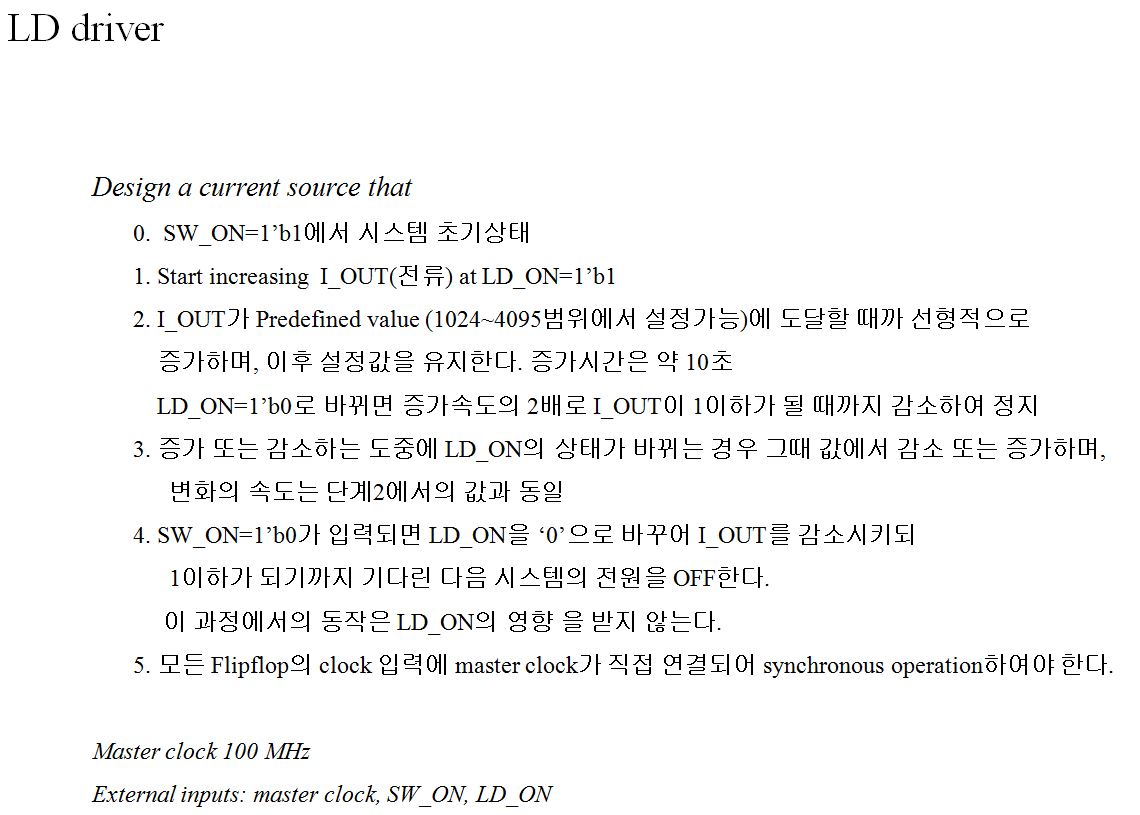 LD driver
Design a current source that
0. SW_ON=1’b1에서 시스템 초기상태
1. Start increasing I_OUT(전류) at LD_ON=1’b1
2. I_OUT가 Predefined value (1024~4095범위에서 설정가능)에 도달할 때까 선형적으로
증가하며, 이후 설정값을 유지한다. 증가시간은 약 10초
LD_ON=1’b0로 바뀌면 증가속도의 2배로 I_OUT이 1이하가 될 때까지 감소하여 정지
3. 증가 또는 감소하는 도중에 LD_ON의 상태가 바뀌는 경우 그때 값에서 감소 또는 증가하며,
변화의 속도는 단계2에서의 값과 동일
4. SW_ON=1’b0가 입력되면 LD_ON을 ‘0’으로 바꾸어 I_OUT를 감소시키되
1이하가 되기까지 기다린 다음 시스템의 전원을 OFF한다.
이 과정에서의 동작은 LD_ON의 영향 을 받지 않는다.
5. 모든 Flipflop의 clock 입력에 master clock가 직접 연결되어 synchronous operation하여야 한다.
Master clock 100 MHz
External inputs: master clock, SW_ON, LD_ON